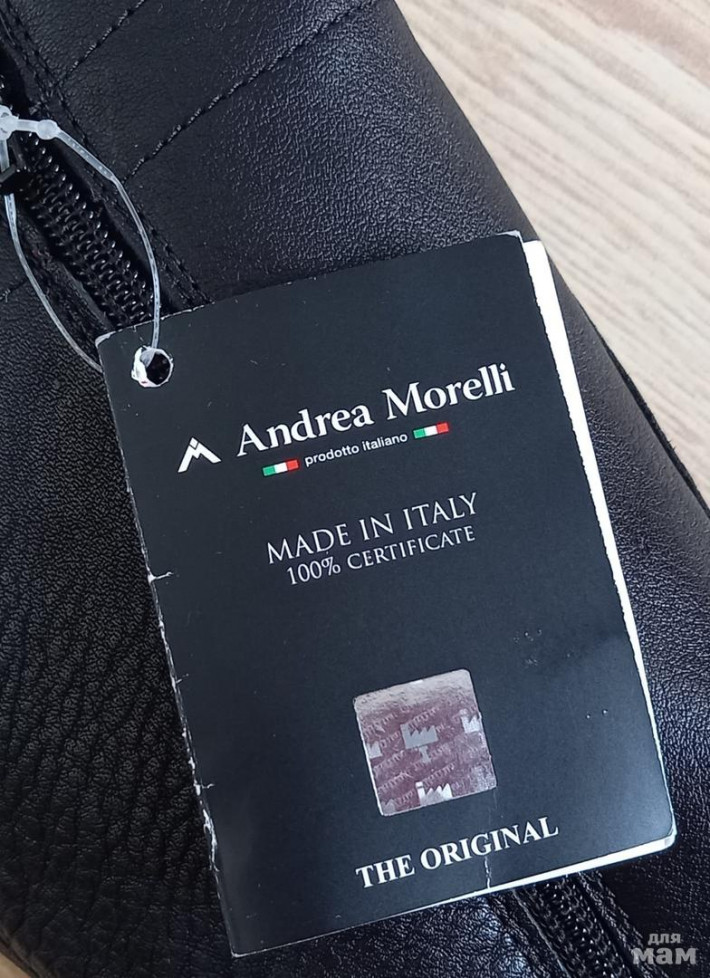 Andrea Morelli
prodotto italiano
MADE IN ITALY
100% CERTIFICATE
THE ORIGINAL
для
мам